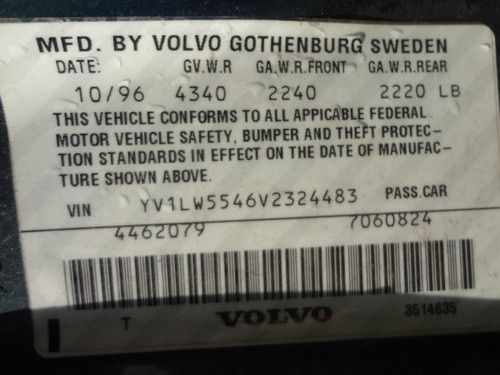 MFD. BY VOLVO GOTHENBURG SWEDEN
DATE: GV.W.R GA.W.R.FRONT GA.W.R.REAR
10/96 4340 2240 2220 LB
THIS VEHICLE CONFORMS TO ALL APPLICABLE FEDERAL
MOTOR VEHICLE SAFETY, BUMPER AND THEFT PROTEC-
TION STANDARDS IN EFFECT ON THE DATE OF MANUFAC-
TURE SHOWN ABOVE.
VIN YV1LW5546V2324483 PASS.CAR
4462079 7060824
T VOLVO 3514635